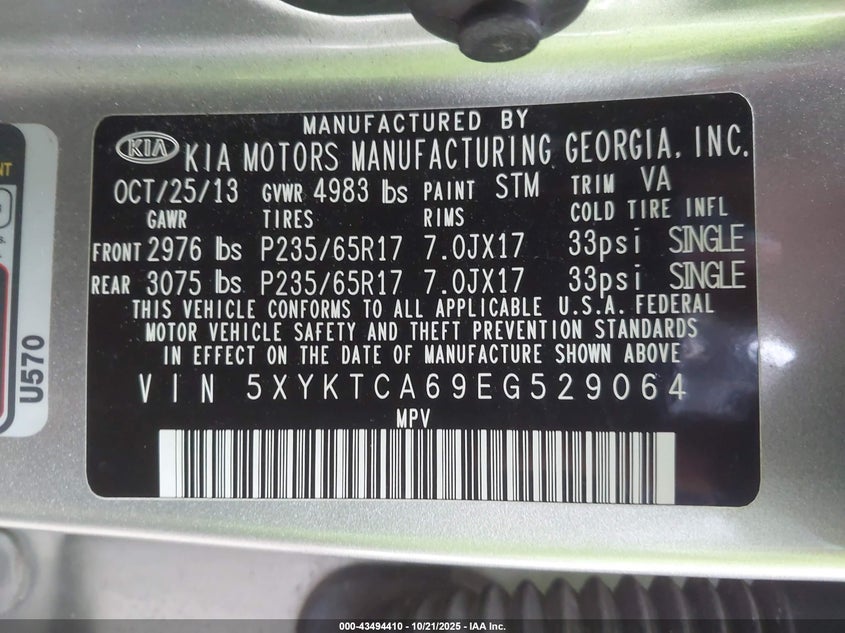 MANUFACTURED BY
KIA KIA MOTORS MANUFACTURING GEORGIA, INC.
OCT/25/13 GVWR 4983 lbs PAINT STM TRIM VA
GAWR TIRES RIMS COLD TIRE INFL
FRONT 2976 lbs P235/65R17 7.0JX17 33psi SINGLE
REAR 3075 lbs P235/65R17 7.0JX17 33psi SINGLE
THIS VEHICLE CONFORMS TO ALL APPLICABLE U.S.A. FEDERAL
MOTOR VEHICLE SAFETY AND THEFT PREVENTION STANDARDS
IN EFFECT ON THE DATE OF MANUFACTURE SHOWN ABOVE
VIN 5XYKTCA69EG529064
MPV
U570
000-43494410 - 10/21/2025 - IAA Inc.